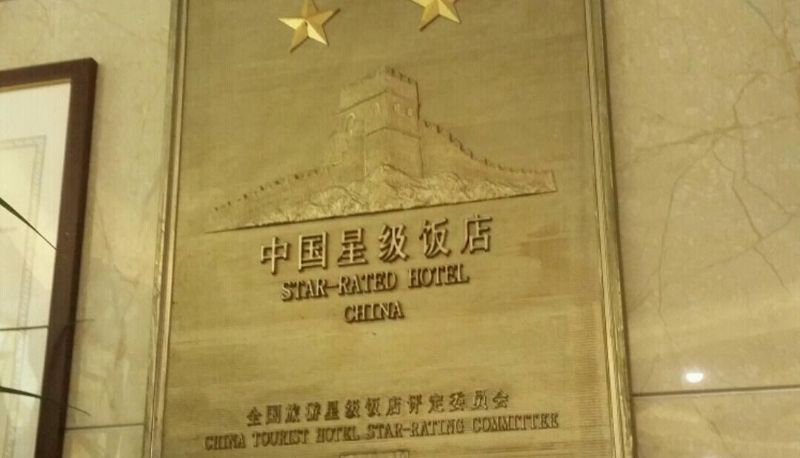 中国星级饭店
STAR-RATED HOTEL
CHINA
全国旅游星级饭店评定委员会
CHINA TOURIST HOTEL STAR-RATING COMMITTEE